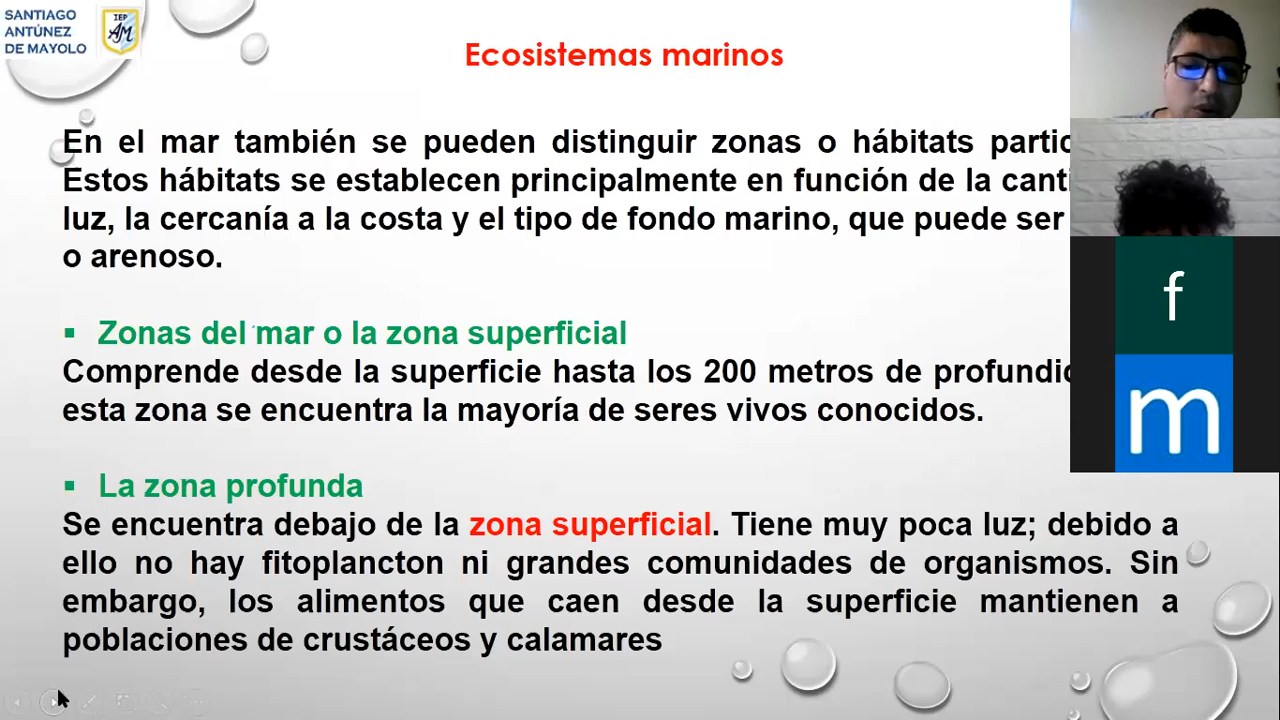 SANTIAGO
ANTÚNEZ
DE MAYOLO
IEP
AM
Ecosistemas marinos
En el mar también se pueden distinguir zonas o hábitats
Estos hábitats se establecen principalmente en función de la
luz, la cercanía a la costa y el tipo de fondo marino, que puede ser
o arenoso.
▪ Zonas del mar o la zona superficial
Comprende desde la superficie hasta los 200 metros de
esta zona se encuentra la mayoría de seres vivos conocidos.
▪ La zona profunda
Se encuentra debajo de la zona superficial. Tiene muy poca luz; debido a
ello no hay fitoplancton ni grandes comunidades de organismos. Sin
embargo, los alimentos que caen desde la superficie mantienen a
poblaciones de crustáceos y calamares
f
m